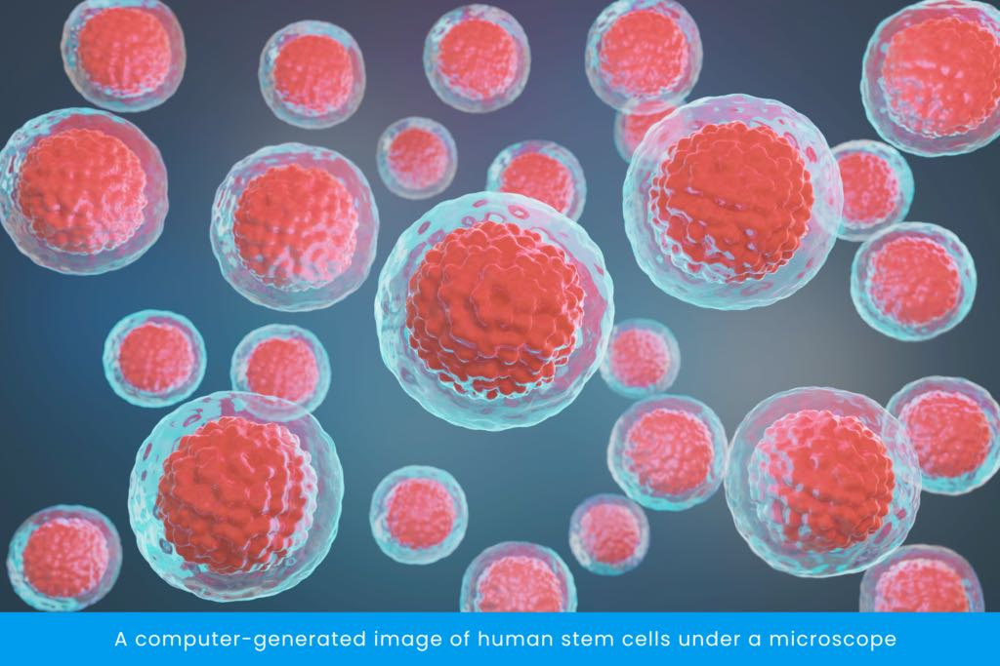 A computer-generated image of human stem cells under a microscope